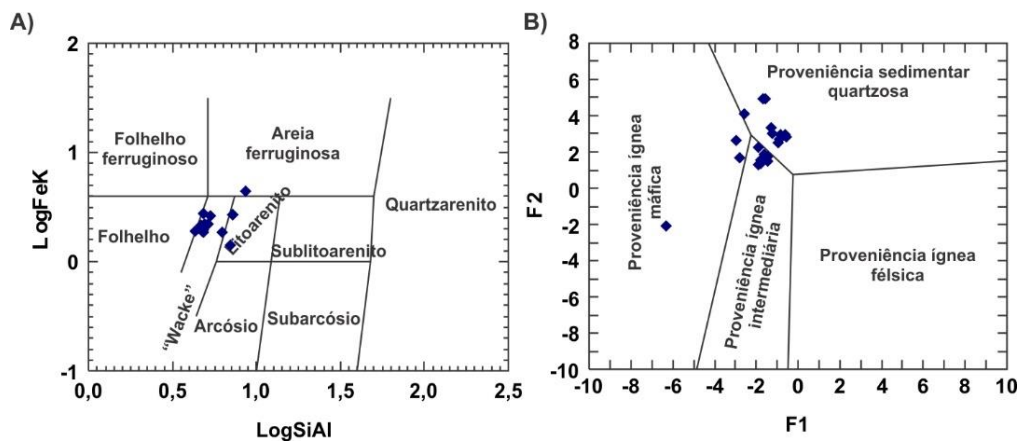 A)
2
1
0
-1
LogFeK
Folhelho
ferruginoso
Areia
ferruginosa
Folhelho
Litoarenito
Quartzarenito
Sublitoarenito
“Wacke”
Arcósio
Subarcósio
0,0
0,5
1,0
1,5
2,0
2,5
LogSiAl
B)
8
6
4
2
0
-2
-4
-6
-8
-10
F2
Proveniência sedimentar
quartzosa
Proveniência ígnea
máfica
Proveniência ígnea
intermediária
Proveniência ígnea
félsica
-10
-8
-6
-4
-2
0
2
4
6
8
10
F1